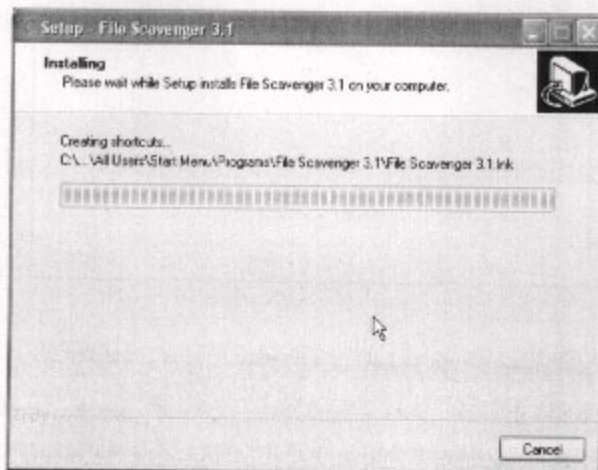 Setup - File Scavenger 3.1
Installing
Please wait while Setup installs File Scavenger 3.1 on your computer.
Creating shortcuts...
C:\...\All Users\Start Menu\Programs\File Scavenger 3.1\File Scavenger 3.1.lnk
Cancel